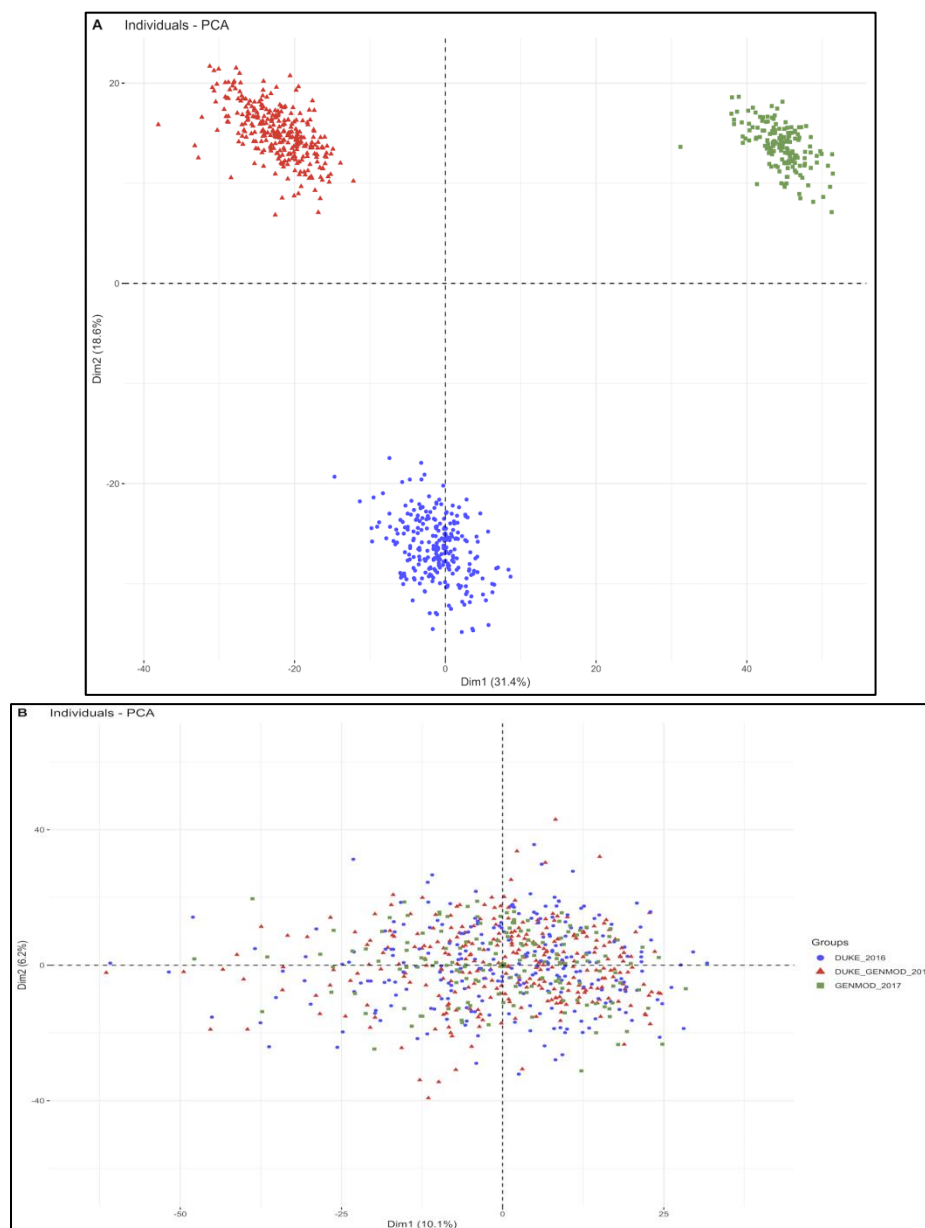 A Individuals - PCA
20
0
-20
Dim2 (18.6%)
-40
-20
0
20
40
Dim1 (31.4%)
B Individuals - PCA
40
0
-40
Dim2 (6.2%)
-50
-25
0
25
Dim1 (10.1%)
Groups
DUKE_2016
DUKE_GENMOD_201
GENMOD_2017